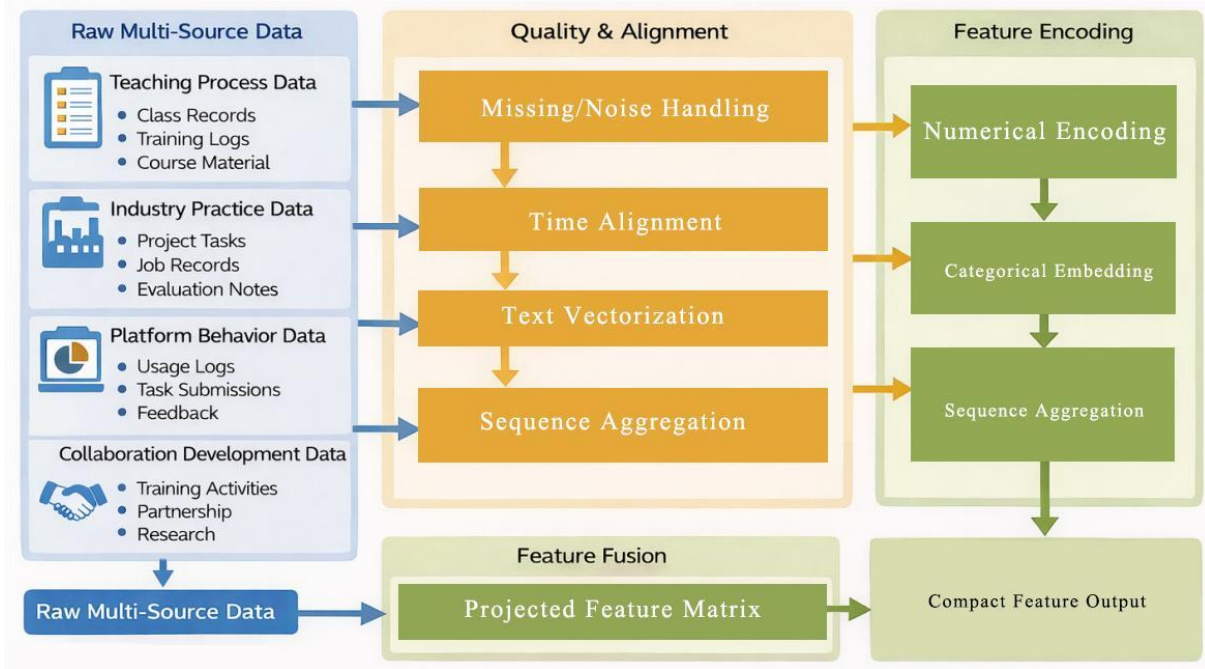 Raw Multi-Source Data
Teaching Process Data
• Class Records
• Training Logs
• Course Material
Industry Practice Data
• Project Tasks
• Job Records
• Evaluation Notes
Platform Behavior Data
• Usage Logs
• Task Submissions
• Feedback
Collaboration Development Data
• Training Activities
• Partnership
• Research
Raw Multi-Source Data
Quality & Alignment
Missing/Noise Handling
Time Alignment
Text Vectorization
Sequence Aggregation
Feature Encoding
Numerical Encoding
Categorical Embedding
Sequence Aggregation
Feature Fusion
Projected Feature Matrix
Compact Feature Output